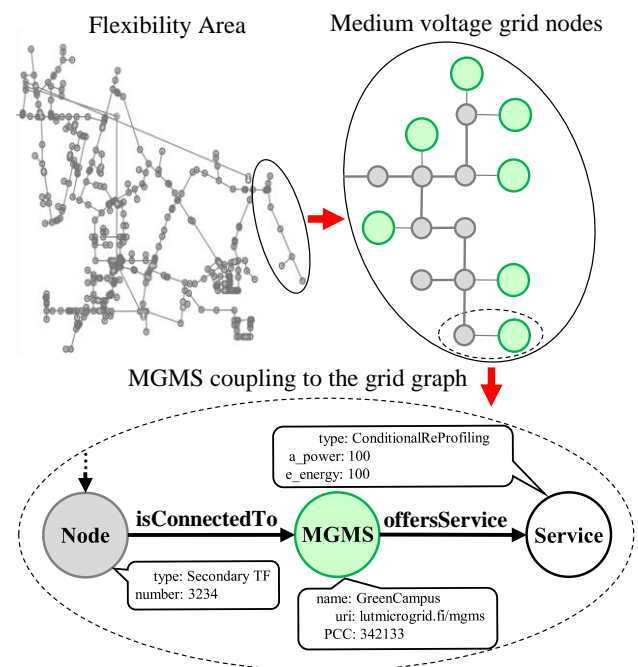 Flexibility Area
Medium voltage grid nodes
MGMS coupling to the grid graph
type: ConditionalReProfiling
a_power: 100
e_energy: 100
Node
isConnectedTo
MGMS
offersService
Service
type: Secondary TF
number: 3234
name: GreenCampus
uri: lutmicrogrid.fi/mgms
PCC: 342133